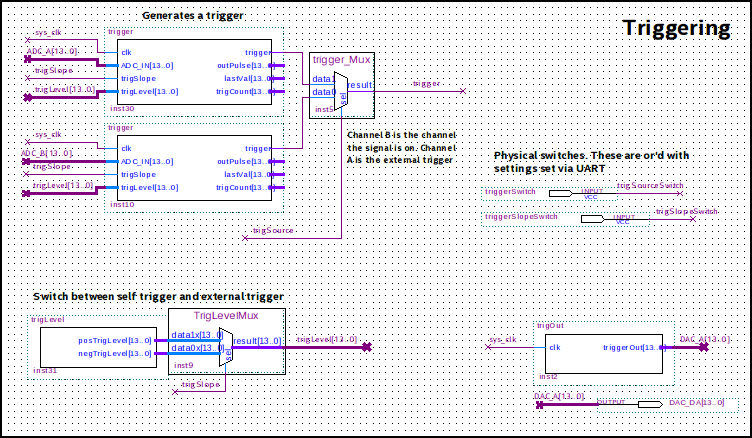 Generates a trigger
Triggering
trigger
sys_clk
clk
trigger
ADC_A[13..0]
ADC_IN[13..0]
outPulse[13..
trigSlope
trigSlope
lastVal[13..0]
trigLevel[13..0]
trigLevel[13..0]
trigCount[13..0]
inst30
trigger_Mux
data1
data0
result
sel
inst5
trigger
trigger
sys_clk
clk
trigger
ADC_B[13..0]
ADC_IN[13..0]
outPulse[13..
trigSlope
trigSlope
lastVal[13..0]
trigLevel[13..0]
trigLevel[13..0]
trigCount[13..0]
inst10
trigSource
Channel B is the channel
the signal is on. Channel
A is the external trigger
Physical switches. These are or'd with
settings set via UART
triggerSwitch
INPUT
VCC
trigSourceSwitch
triggerSlopeSwitch
INPUT
VCC
trigSlopeSwitch
Switch between self trigger and external trigger
trigLevel
posTrigLevel[13..0]
negTrigLevel[13..0]
inst31
TrigLevelMux
data1x[13..0]
data0x[13..0]
result[13..0]
sel
inst9
trigLevel[13..0]
trigSlope
trigOut
sys_clk
clk
triggerOut[13..
DAC_A[13..0]
inst2
DAC_A[13..0]
OUTPUT
DAC_DA[13..0]